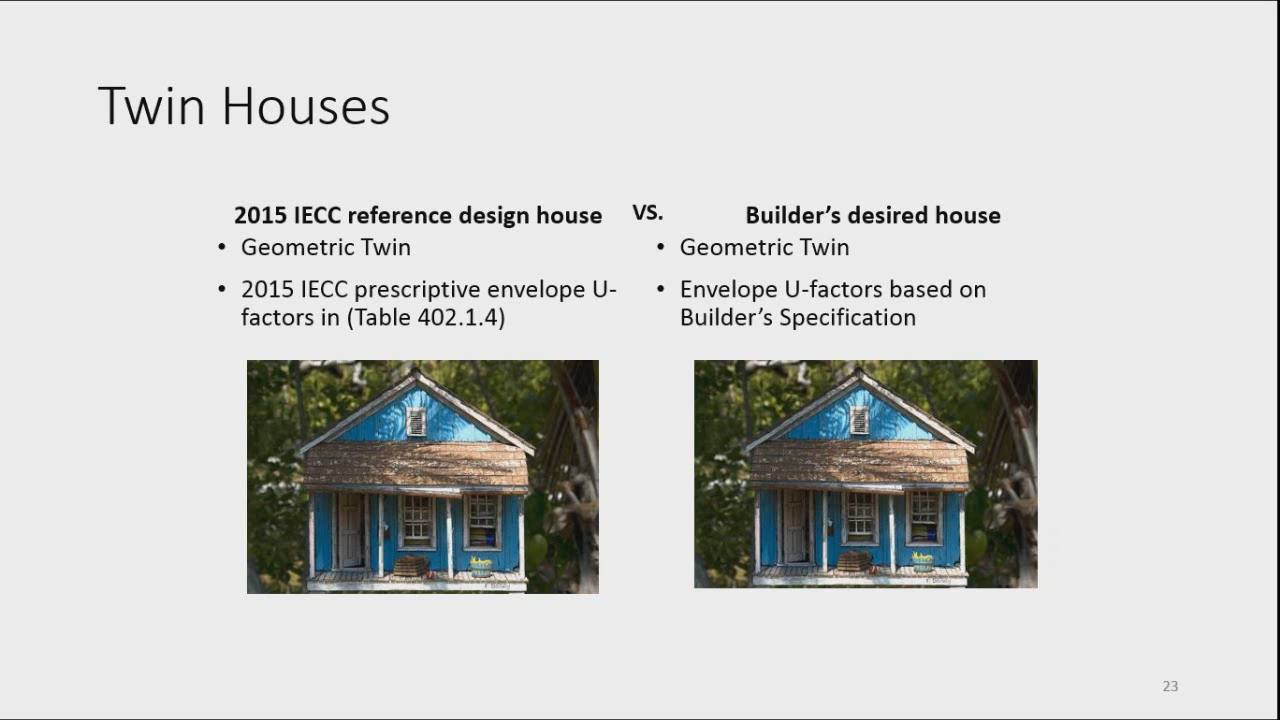 Twin Houses
2015 IECC reference design house
• Geometric Twin
• 2015 IECC prescriptive envelope U-
factors in (Table 402.1.4)
vs.
Builder’s desired house
• Geometric Twin
• Envelope U-factors based on
Builder’s Specification
23